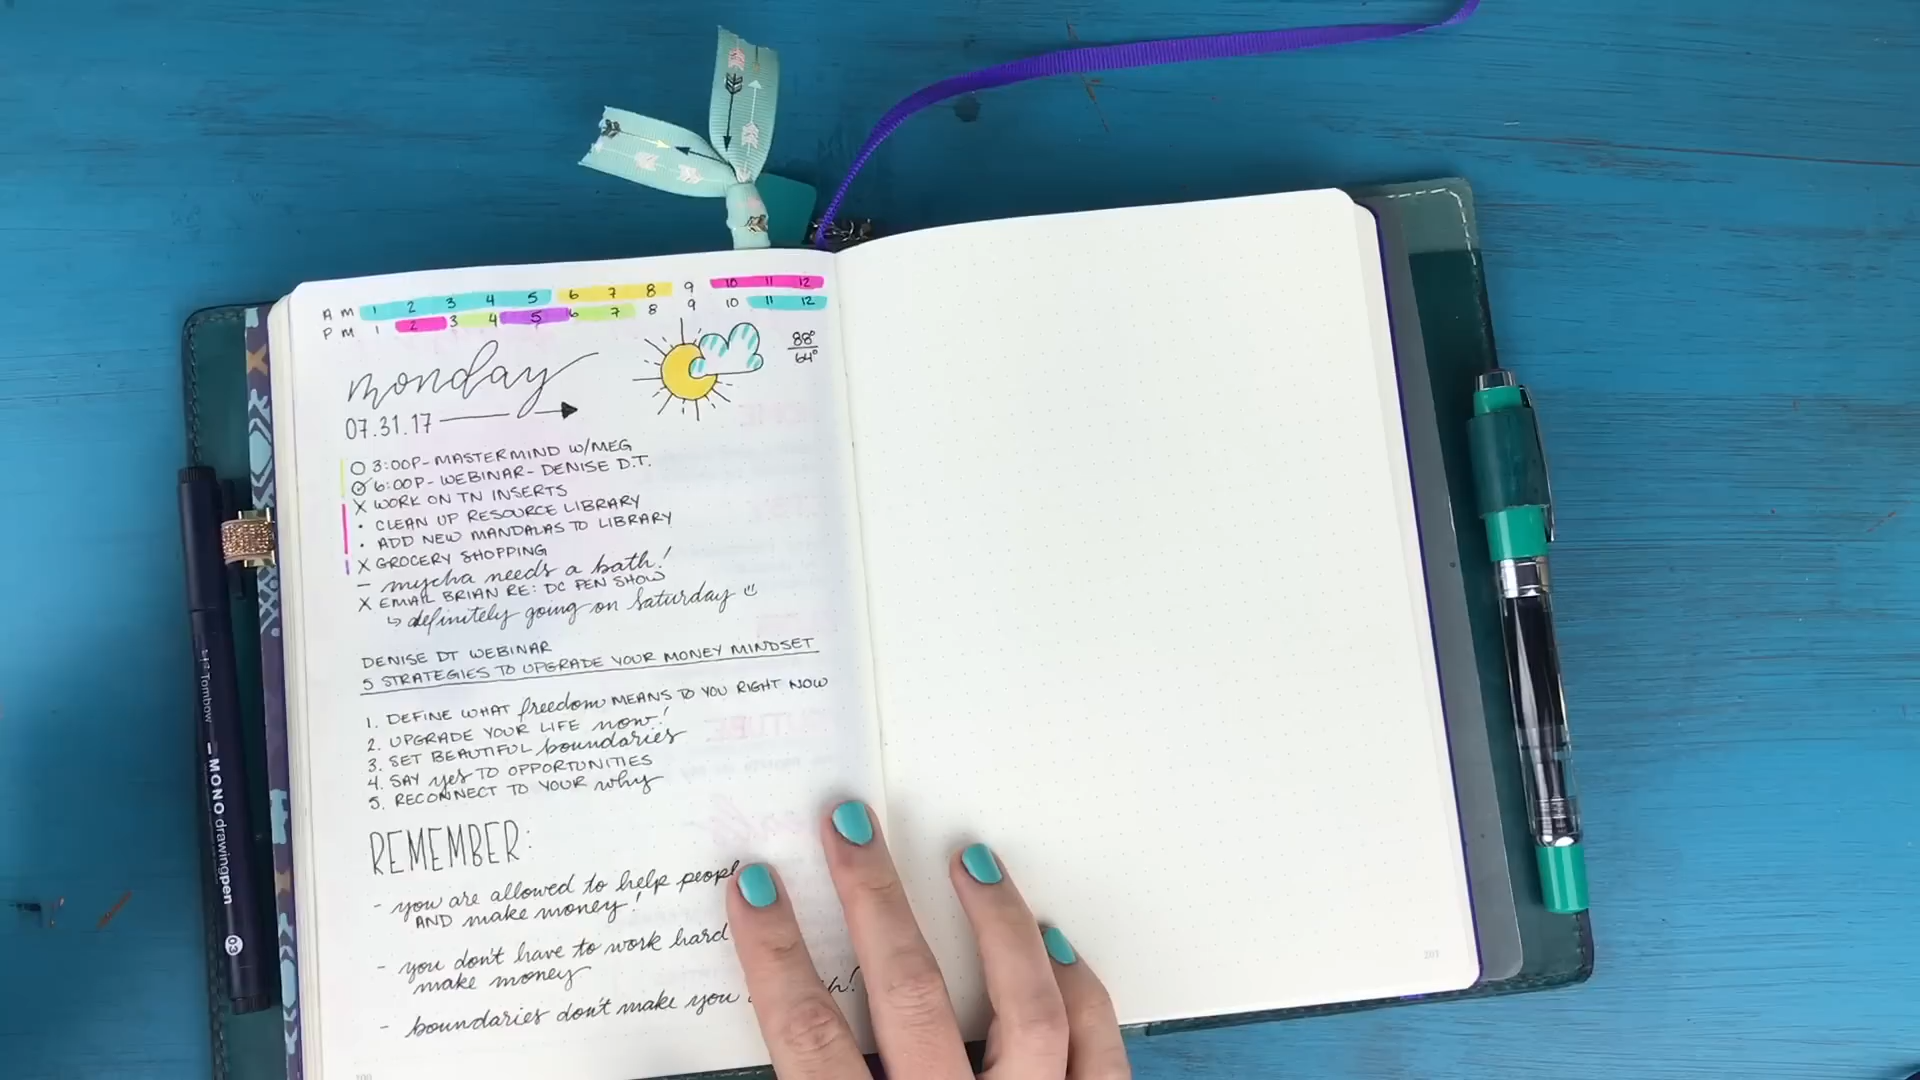 AM 1 2 3 4 5 6 7 8 9 10 11 12
PM 1 2 3 4 5 6 7 8 9 10 11 12
monday
88°
64°
07.31.17
3:00P- MASTERMIND W/MEG
6:00P- WEBINAR- DENISE D.T.
X WORK ON TN INSERTS
• CLEAN UP RESOURCE LIBRARY
• ADD NEW MANDALAS TO LIBRARY
X GROCERY SHOPPING
- mycha needs a bath!
X EMAIL BRIAN RE: DC PEN SHOW
↳ definitely going on Saturday
DENISE DT WEBINAR
5 STRATEGIES TO UPGRADE YOUR MONEY MINDSET
1. DEFINE WHAT freedom MEANS TO YOU RIGHT NOW
2. UPGRADE YOUR LIFE now!
3. SET BEAUTIFUL boundaries
4. SAY yes TO OPPORTUNITIES
5. RECONNECT TO YOUR why
REMEMBER:
- you are allowed to help
AND make money!
- you don't have to work hard
make money
- boundaries don't make you
200
201
Tombow
MONO drawingpen
03